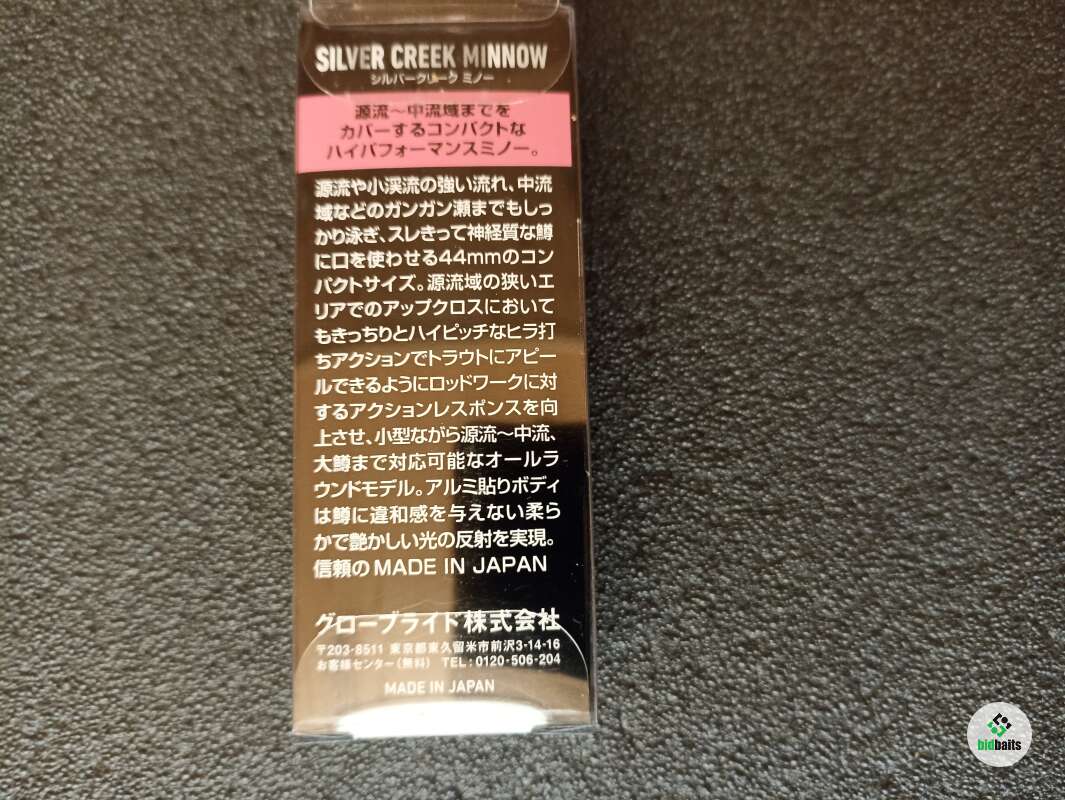 SILVER CREEK MINNOW
シルバークリーク ミノー
源流～中流域までを
カバーするコンパクトな
ハイパフォーマンスミノー。
源流や小渓流の強い流れ、中流
域などのガンガン瀬までもしっ
かり泳ぎ、スレきって神経質な鱒
に口を使わせる44mmのコン
パクトサイズ。源流域の狭いエ
リアでのアップクロスにおいて
もきっちりとハイピッチなヒラ打
ちアクションでトラウトにアピー
ルできるようにロッドワークに対
するアクションレスポンスを向
上させ、小型ながら源流～中流、
大鱒まで対応可能なオールラ
ウンドモデル。アルミ貼りボディ
は鱒に違和感を与えない柔ら
かで艶かしい光の反射を実現。
信頼のMADE IN JAPAN
グローブライド株式会社
〒203-8511 東京都東久留米市前沢3-14-16
お客様センター(無料) TEL:0120-506-204
MADE IN JAPAN
bidbaits